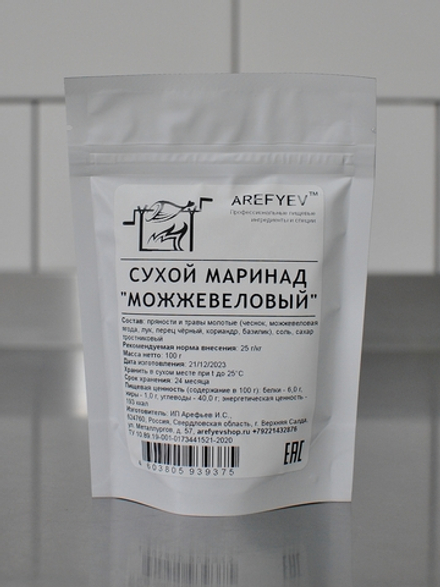 AREFYEV™
Профессиональные пищевые
ингредиенты и специи
СУХОЙ МАРИНАД
"МОЖЖЕВЕЛОВЫЙ"
Состав: пряности и травы молотые (чеснок, можжевеловая
ягода, лук, перец чёрный, кориандр, базилик), соль, сахар
тростниковый
Рекомендуемая норма внесения: 25 г/кг
Масса нетто: 100 г
Дата изготовления: 21/12/2023
Хранить в сухом месте при t до 25°С
Срок хранения: 24 месяца
Пищевая ценность (содержание в 100 г): белки - 6,0 г,
жиры - 1,0 г, углеводы - 40,0 г; энергетическая ценность -
193 ккал
Изготовитель: ИП Арефьев И.С.,
624760, Россия, Свердловская область, г. Верхняя Салда,
ул. Металлургов, д. 57, arefyevshop.ru +79221432876
ТУ 10.89.19-001-0173441521-2020
4603805939375
EAC